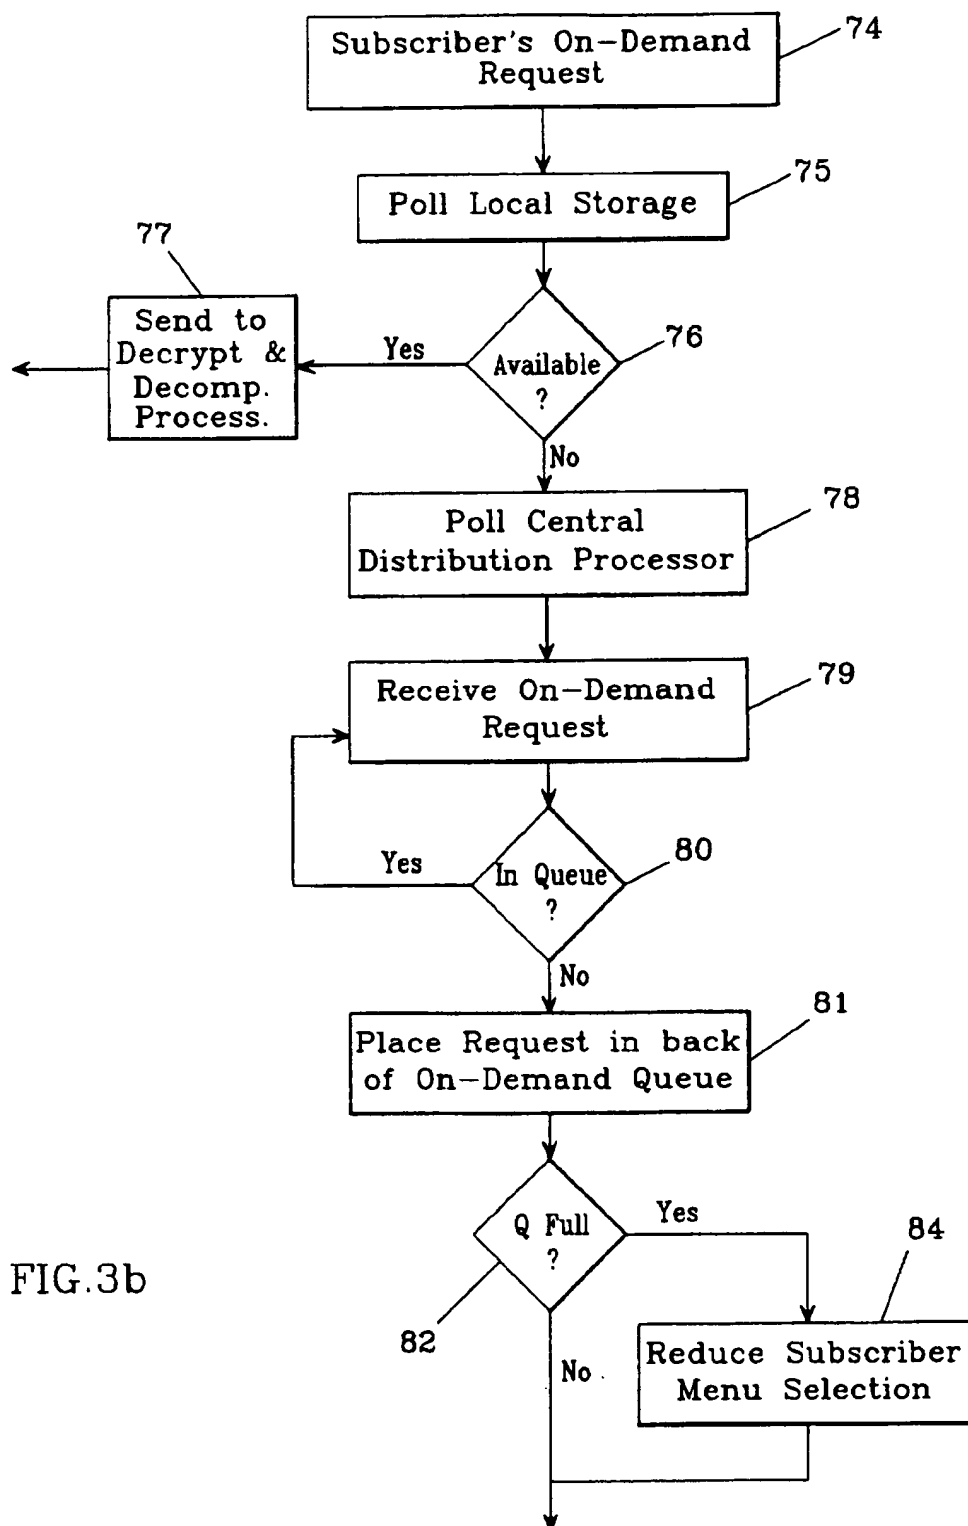 Subscriber's On-Demand
Request
74
Poll Local Storage
75
77
Send to
Decrypt &
Decomp.
Process.
Yes
Available
?
76
No
Poll Central
Distribution Processor
78
Receive On-Demand
Request
79
Yes
In Queue
?
80
No
Place Request in back
of On-Demand Queue
81
Q Full
?
Yes
82
84
No
Reduce Subscriber
Menu Selection
FIG.3b